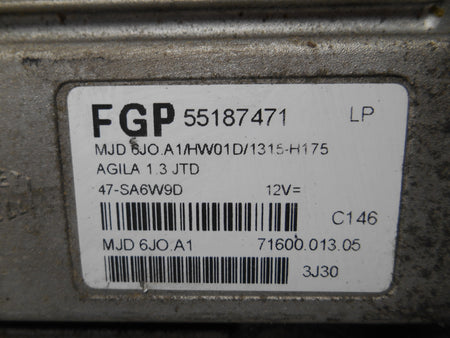 FGP 55187471 LP
MJD 6JO.A1/HW01D/1315-H175
AGILA 1.3 JTD
47-SA6W9D 12V=
C146
MJD 6JO.A1 71600.013.05
3J30